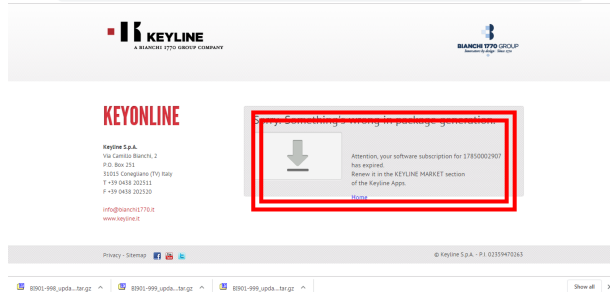 KEYLINE
A BIANCHI 1770 GROUP COMPANY
BIANCHI 1770 GROUP
KEYONLINE
Keyline S.p.A.
Via Camillo Bianchi, 2
P.O. Box 251
31015 Conegliano (TV) Italy
T +39 0438 202511
F +39 0438 202520
info@bianchi1770.it
www.keyline.it
Sorry. Something's wrong in package generation.
Attention, your software subscription for 17850002907
has expired.
Renew it in the KEYLINE MARKET section
of the Keyline Apps.
Home
Privacy - Sitemap
© Keyline S.p.A. - P.I. 02359470263
BI901-998_upda...tar.gz
BI901-999_upda...tar.gz
BI901-999_upda...tar.gz
Show all